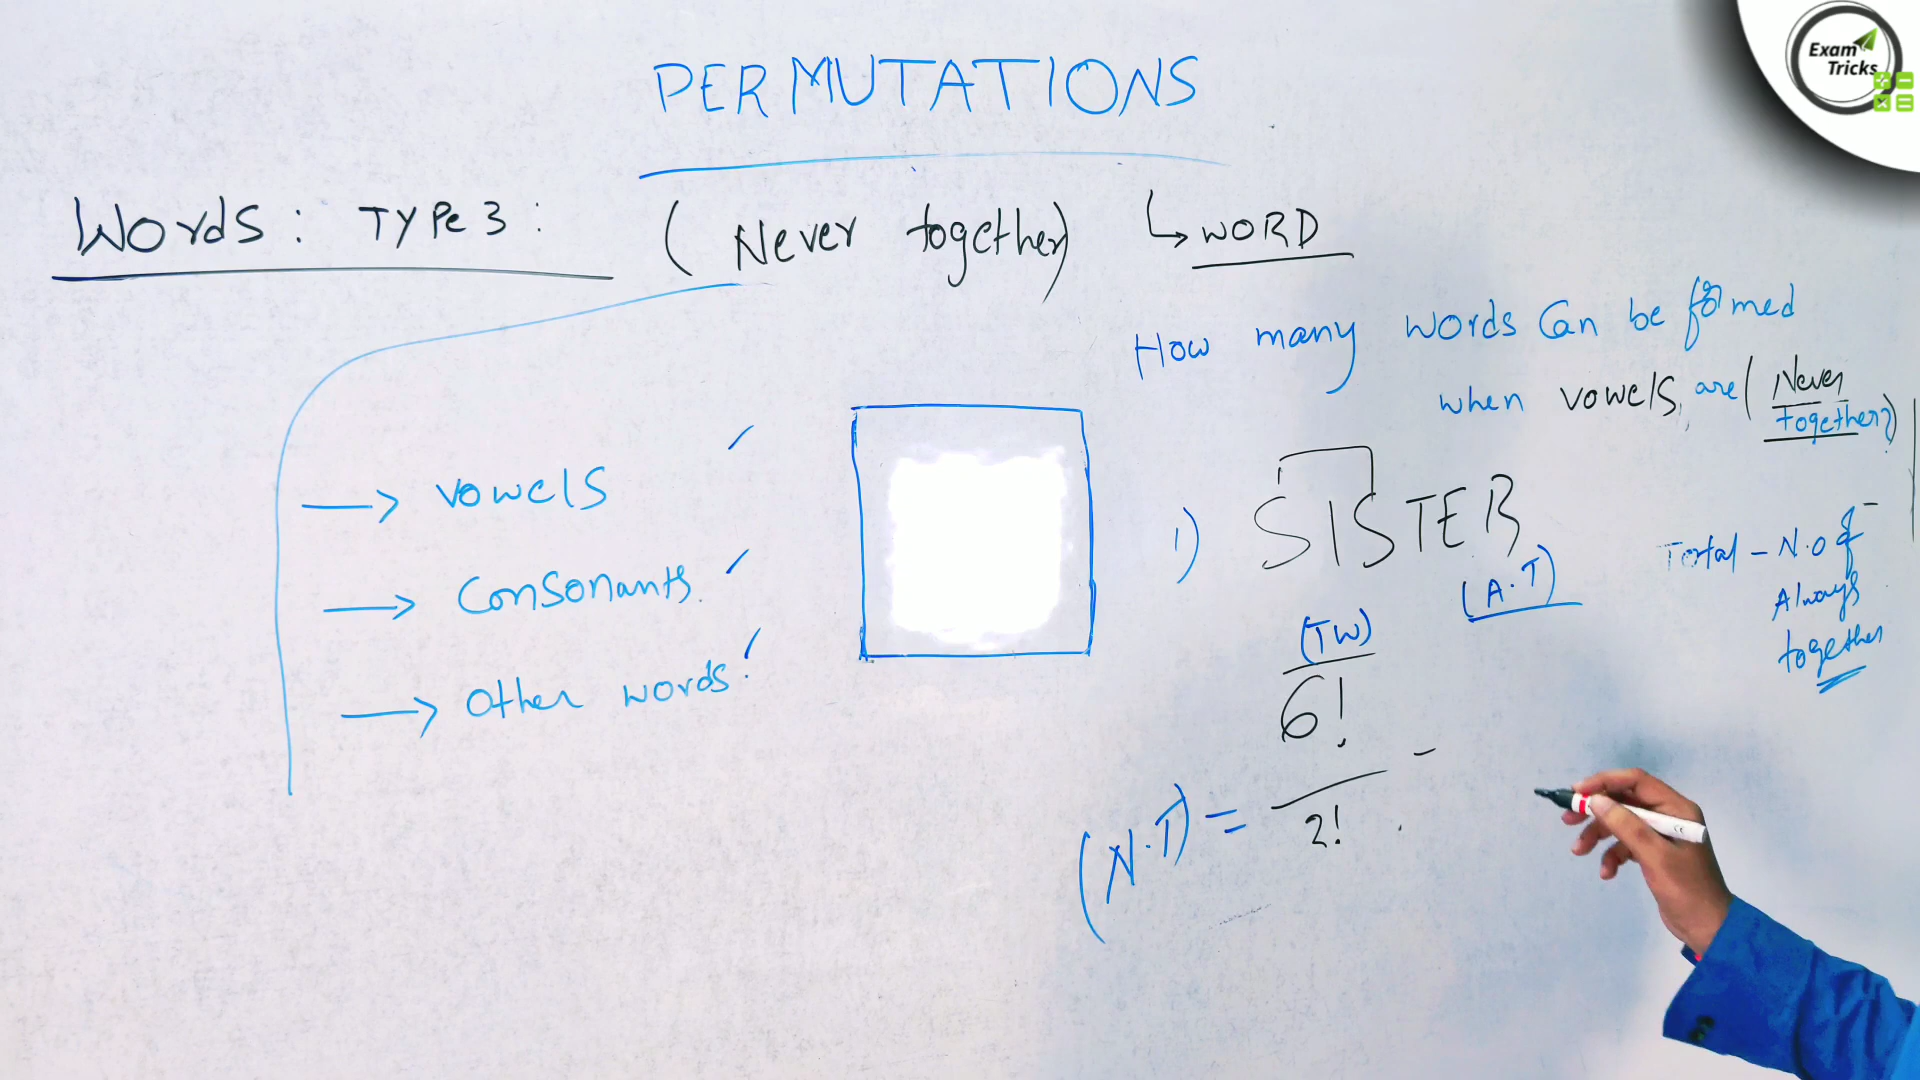 Exam
Tricks
PERMUTATIONS
Words: TYPe 3: (Never together) ↳ WORD
→ vowels
→ Consonants
→ Other words
How many words Can be formed
when vowels, are (Never
together)
1) SISTER
(TW)
(A.T)
Total - N.o of
Always
together
(N.T) = 6! -
2!